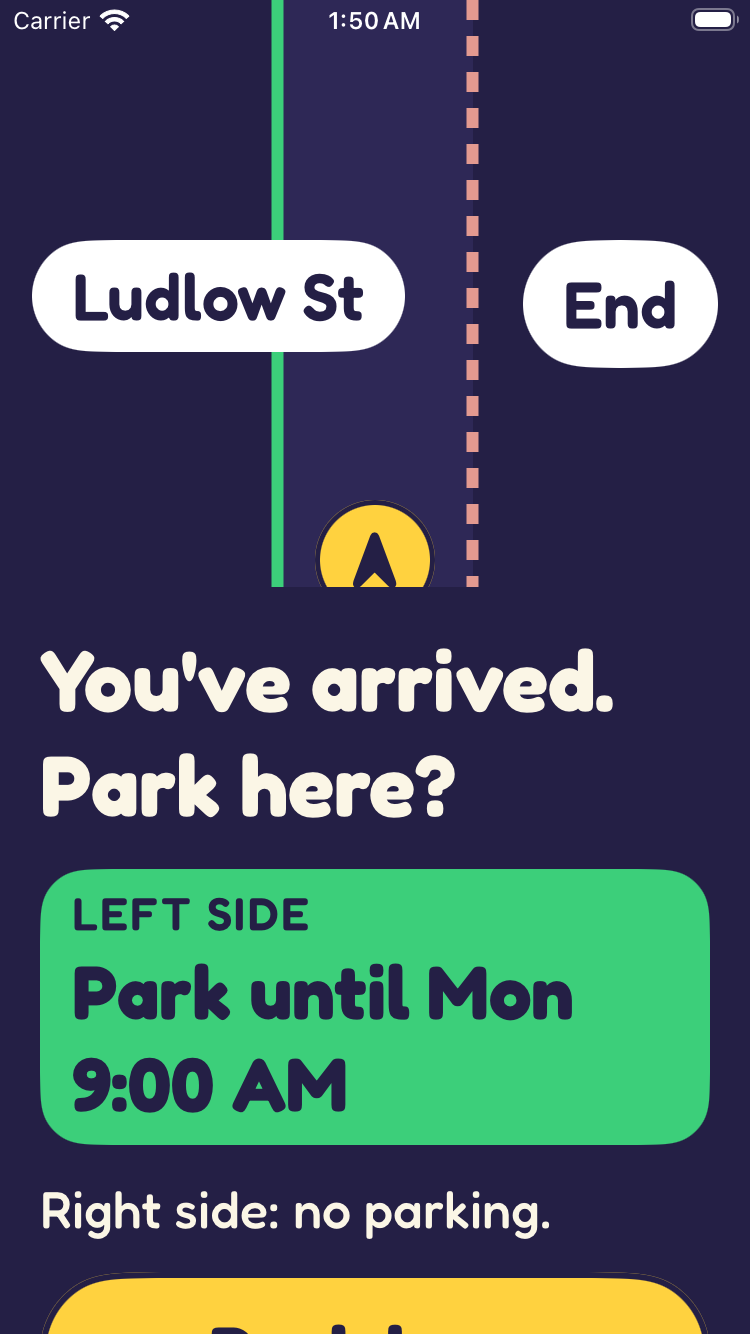 Carrier 1:50 AM
Ludlow St
End
You've arrived.
Park here?
LEFT SIDE
Park until Mon
9:00 AM
Right side: no parking.